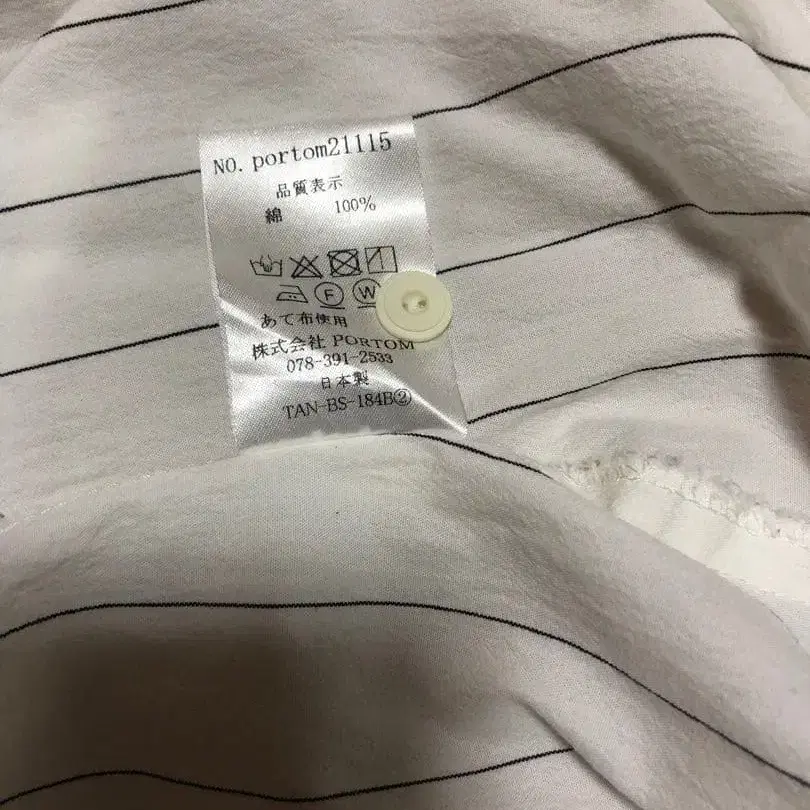 NO. portom21115
品質表示
綿 100%
F W
あて布使用
株式会社 PORTOM
078-391-2533
日本製
TAN-BS-184B②